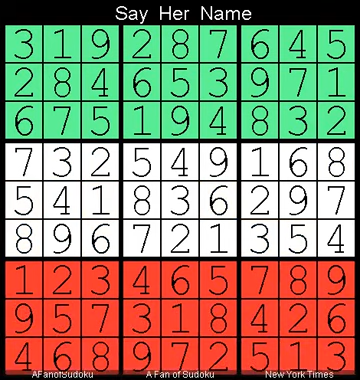 Say Her Name
3 1 9 2 8 7 6 4 5
2 8 4 6 5 3 9 7 1
6 7 5 1 9 4 8 3 2
7 3 2 5 4 9 1 6 8
5 4 1 8 3 6 2 9 7
8 9 6 7 2 1 3 5 4
1 2 3 4 6 5 7 8 9
9 5 7 3 1 8 4 2 6
4 6 8 9 7 2 5 1 3
AFanofSudoku A Fan of Sudoku New York Times